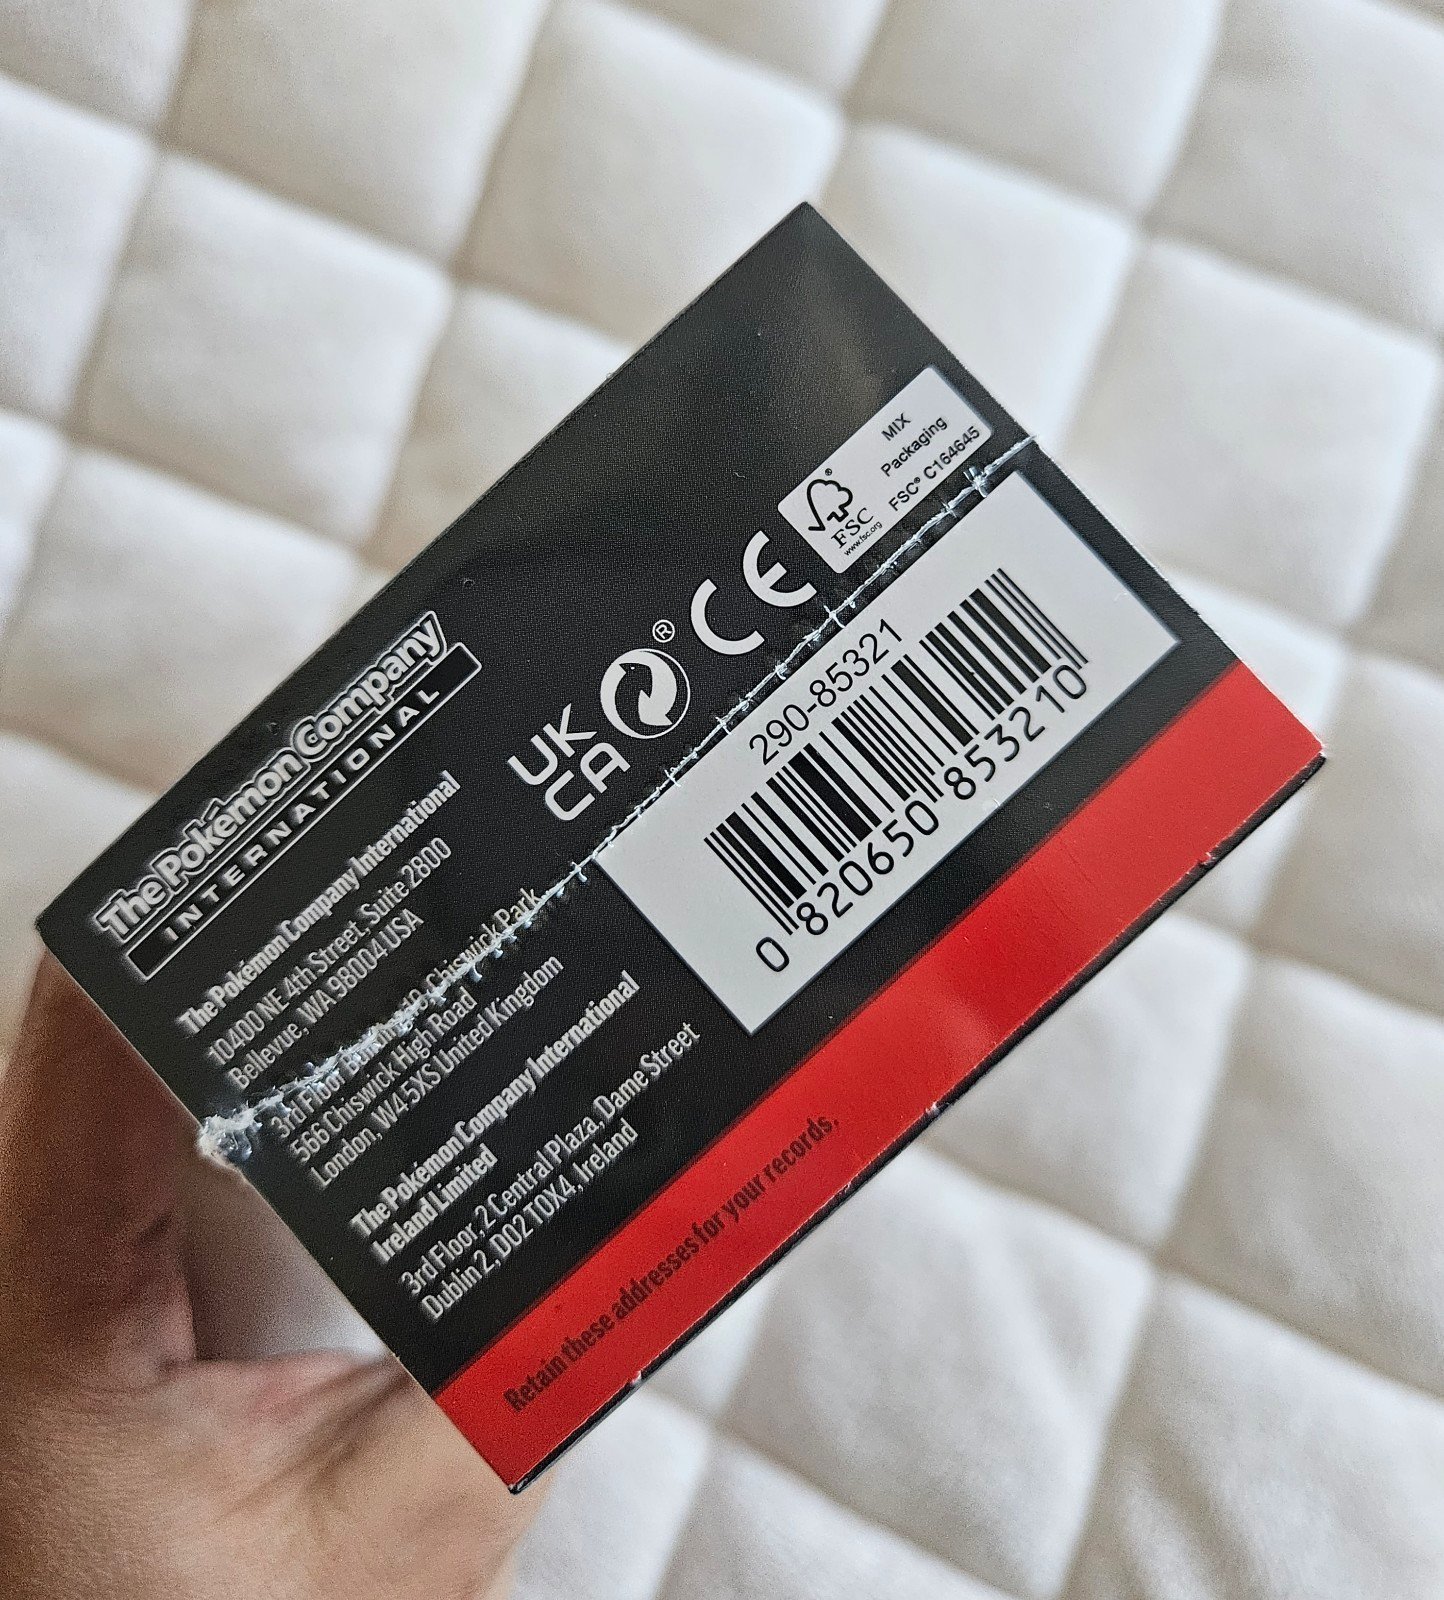 The Pokémon Company
INTERNATIONAL
The Pokémon Company International
10400 NE 4th Street, Suite 2800
Bellevue, WA 98004 USA
3rd Floor Building 10, Chiswick Park
566 Chiswick High Road
London, W4 5XS United Kingdom
The Pokémon Company International
Ireland Limited
3rd Floor, 2 Central Plaza, Dame Street
Dublin 2, D02 T0X4, Ireland
UK
CA
®
CE
®
FSC
www.fsc.org
MIX
Packaging
FSC® C164645
290-85321
0 820650 853210
Retain these addresses for your records.